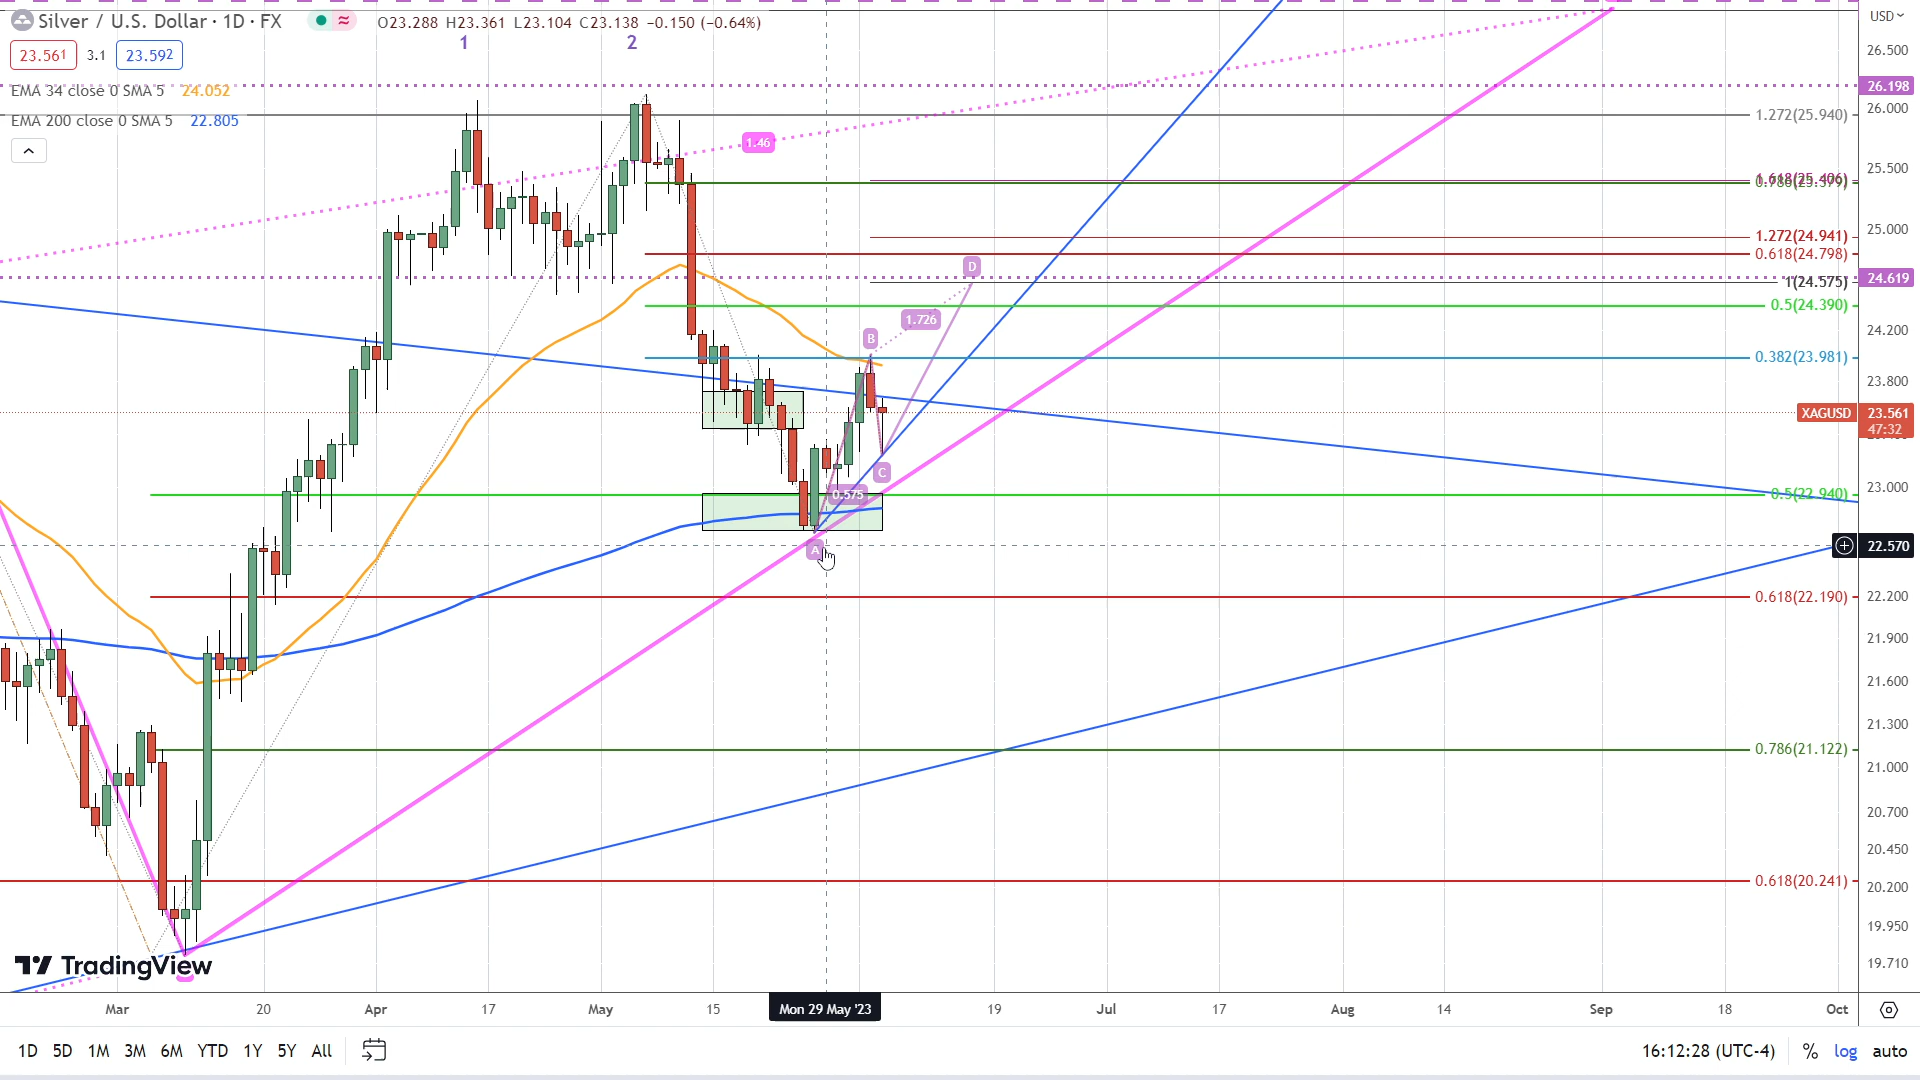 Silver / U.S. Dollar · 1D · FX
O23.288 H23.361 L23.104 C23.138 −0.150 (−0.64%)
23.561 3.1 23.592
EMA 34 close 0 SMA 5 24.052
EMA 200 close 0 SMA 5 22.805
1
2
USD
26.500
26.198
26.000
1.272(25.940)
1.46
25.500
1.618(25.406)
25.000
1.272(24.941)
0.618(24.798)
D
24.619
1(24.575)
0.5(24.390)
1.726
24.200
B
0.382(23.981)
23.800
XAGUSD 23.561
47:32
C
0.575
23.000
0.5(22.940)
A
22.570
22.200
0.618(22.190)
21.900
21.600
21.300
0.786(21.122)
21.000
20.700
20.450
0.618(20.241)
20.200
19.950
19.710
TradingView
Mar 20 Apr 17 May 15 Mon 29 May '23 19 Jul 17 Aug 14 Sep 18 Oct
1D 5D 1M 3M 6M YTD 1Y 5Y All
16:12:28 (UTC-4) % log auto